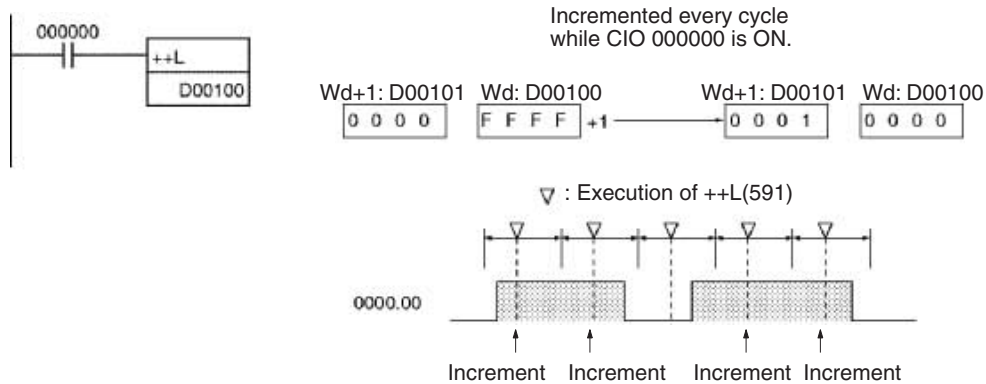 000000
++L
D00100
Incremented every cycle
while CIO 000000 is ON.
Wd+1: D00101 Wd: D00100 Wd+1: D00101 Wd: D00100
0 0 0 0 F F F F +1 0 0 0 1 0 0 0 0
: Execution of ++L(591)
0000.00
Increment Increment Increment Increment